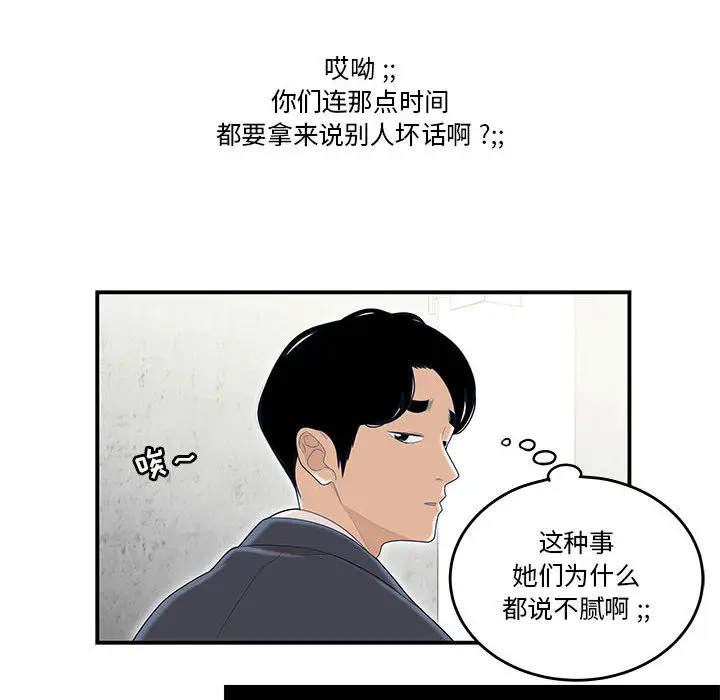 哎呦 ;;
你们连那点时间
都要拿来说别人坏话啊 ?;;
唉~
这种事
她们为什么
都说不腻啊 ;;